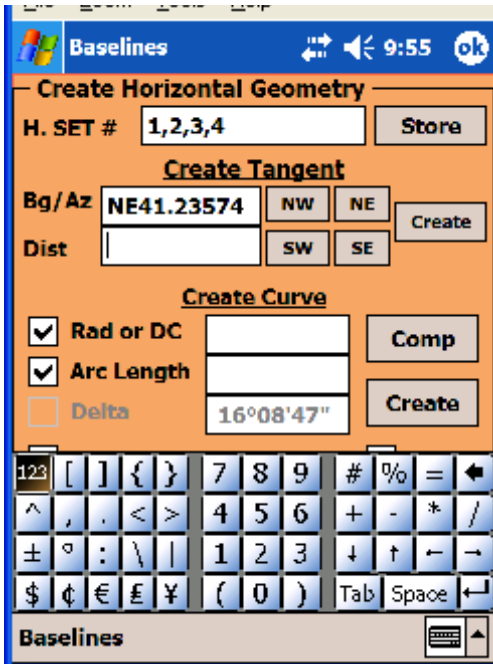 Baselines 9:55 ok
Create Horizontal Geometry
H. SET # 1,2,3,4 Store
Create Tangent
Bg/Az NE41.23574 NW NE
Create
Dist SW SE
Create Curve
Rad or DC Comp
Arc Length
Delta 16°08'47" Create
123 [ ] { } 7 8 9 # % = 
^ , . < > 4 5 6 + - * /
± º : \ | 1 2 3 ↓ ↑ ← →
$ ¢ € £ ¥ ( 0 ) Tab Space
Baselines